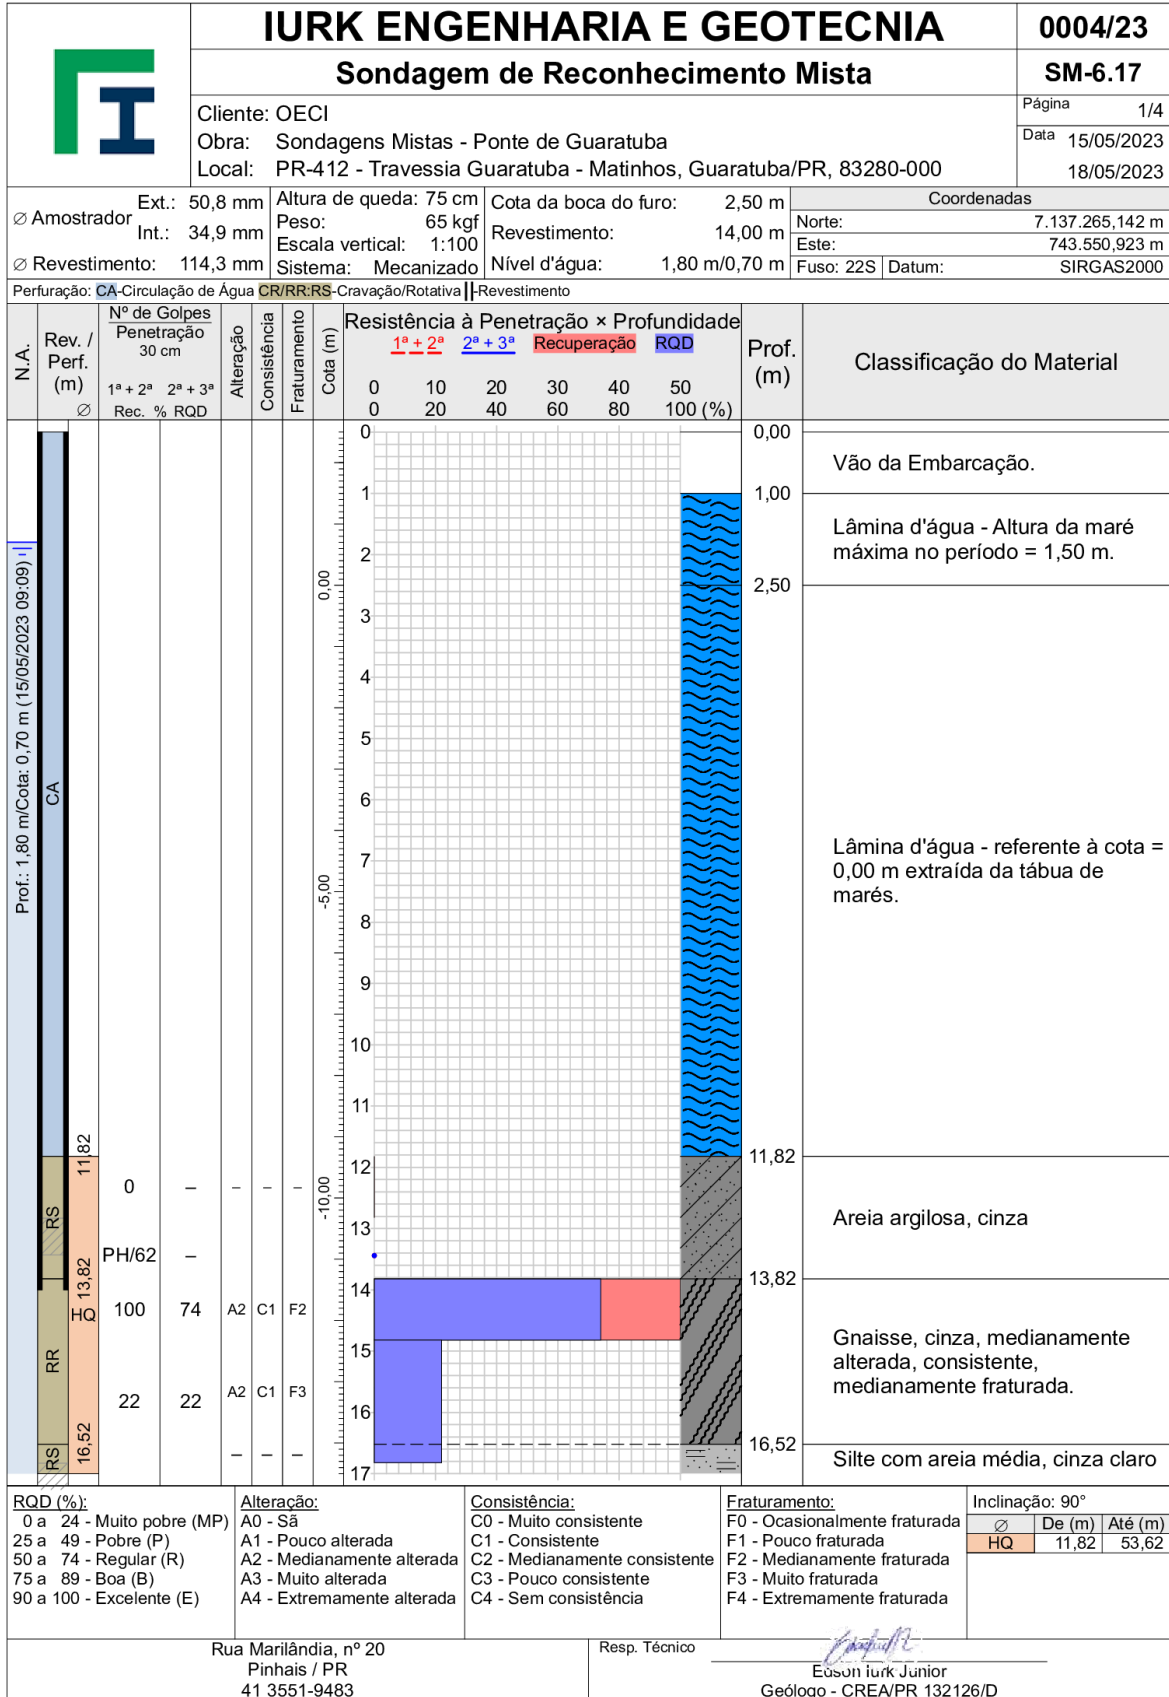 IURK ENGENHARIA E GEOTECNIA
0004/23
Sondagem de Reconhecimento Mista
SM-6.17
Cliente: OECI
Obra: Sondagens Mistas - Ponte de Guaratuba
Local: PR-412 - Travessia Guaratuba - Matinhos, Guaratuba/PR, 83280-000
Página 1/4
Data 15/05/2023
18/05/2023
Ø Amostrador Ext.: 50,8 mm
Int.: 34,9 mm
Ø Revestimento: 114,3 mm
Altura de queda: 75 cm
Peso: 65 kgf
Escala vertical: 1:100
Sistema: Mecanizado
Cota da boca do furo: 2,50 m
Revestimento: 14,00 m
Nível d'água: 1,80 m/0,70 m
Coordenadas
Norte: 7.137.265,142 m
Este: 743.550,923 m
Fuso: 22S Datum: SIRGAS2000
Perfuração: CA-Circulação de Água CR/RR:RS-Cravação/Rotativa ||-Revestimento
N.A.
Rev. /
Perf.
(m)
Ø
Nº de Golpes
Penetração
30 cm
1ª + 2ª 2ª + 3ª
Rec. % RQD
Alteração
Consistência
Fraturamento
Cota (m)
Resistência à Penetração × Profundidade
1ª + 2ª 2ª + 3ª Recuperação RQD
0 10 20 30 40 50
0 20 40 60 80 100 (%)
Prof.
(m)
Classificação do Material
Prof.: 1,80 m/Cota: 0,70 m (15/05/2023 09:09)
CA
RS
RR
RS
11,82
13,82
HQ
16,52
0 – – – –
PH/62 –
100 74 A2 C1 F2
22 22 A2 C1 F3
– – –
0,00
-5,00
-10,00
0
1
2
3
4
5
6
7
8
9
10
11
12
13
14
15
16
17
0,00
Vão da Embarcação.
1,00
Lâmina d'água - Altura da maré
máxima no período = 1,50 m.
2,50
Lâmina d'água - referente à cota =
0,00 m extraída da tábua de
marés.
11,82
Areia argilosa, cinza
13,82
Gnaisse, cinza, medianamente
alterada, consistente,
medianamente fraturada.
16,52
Silte com areia média, cinza claro
RQD (%):
0 a 24 - Muito pobre (MP)
25 a 49 - Pobre (P)
50 a 74 - Regular (R)
75 a 89 - Boa (B)
90 a 100 - Excelente (E)
Alteração:
A0 - Sã
A1 - Pouco alterada
A2 - Medianamente alterada
A3 - Muito alterada
A4 - Extremamente alterada
Consistência:
C0 - Muito consistente
C1 - Consistente
C2 - Medianamente consistente
C3 - Pouco consistente
C4 - Sem consistência
Fraturamento:
F0 - Ocasionalmente fraturada
F1 - Pouco fraturada
F2 - Medianamente fraturada
F3 - Muito fraturada
F4 - Extremamente fraturada
Inclinação: 90°
Ø De (m) Até (m)
HQ 11,82 53,62
Rua Marilândia, nº 20
Pinhais / PR
41 3551-9483
Resp. Técnico
Edson Iurk Junior
Geólogo - CREA/PR 132126/D